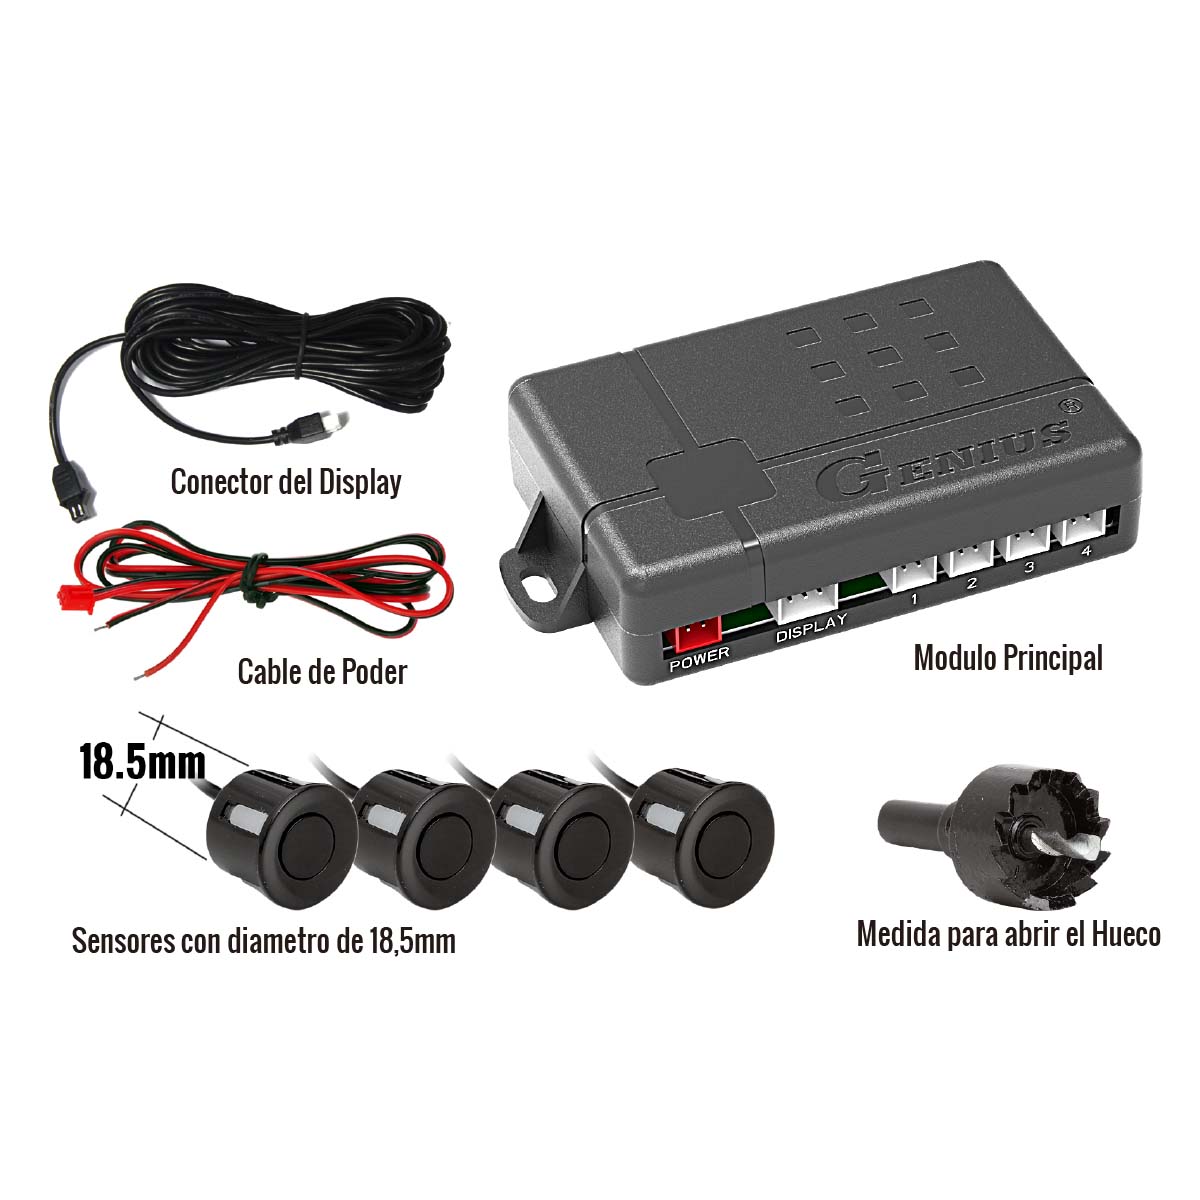 GENIUS®
POWER
DISPLAY
1
2
3
4
Conector del Display
Cable de Poder
Modulo Principal
18.5mm
Sensores con diametro de 18,5mm
Medida para abrir el Hueco